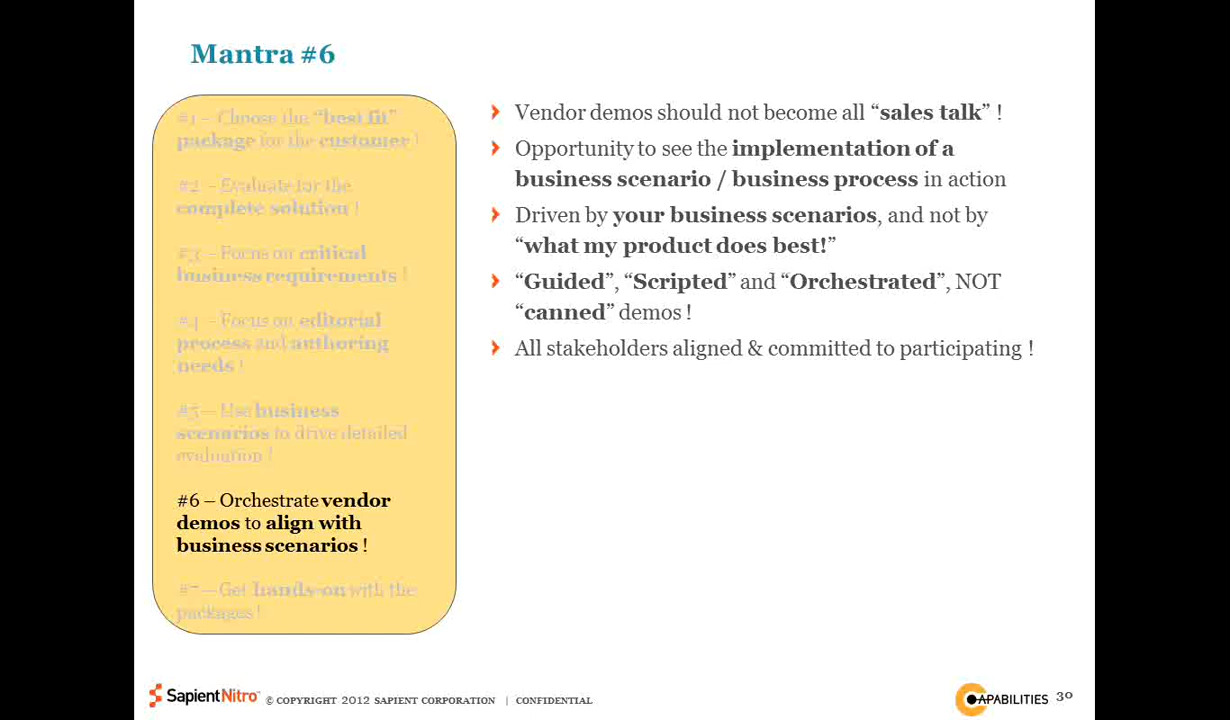 Mantra #6
#1 – Choose the “best fit”
package for the customer !
#2 – Evaluate for the
complete solution !
#3 – Focus on critical
business requirements !
#4 – Focus on editorial
process and authoring
needs !
#5 – Use business
scenarios to drive detailed
evaluation !
#6 – Orchestrate vendor
demos to align with
business scenarios !
#7 – Get hands-on with the
packages !
Vendor demos should not become all “sales talk” !
Opportunity to see the implementation of a
business scenario / business process in action
Driven by your business scenarios, and not by
“what my product does best!”
“Guided”, “Scripted” and “Orchestrated”, NOT
“canned” demos !
All stakeholders aligned & committed to participating !
SapientNitro © COPYRIGHT 2012 SAPIENT CORPORATION | CONFIDENTIAL
CAPABILITIES 30